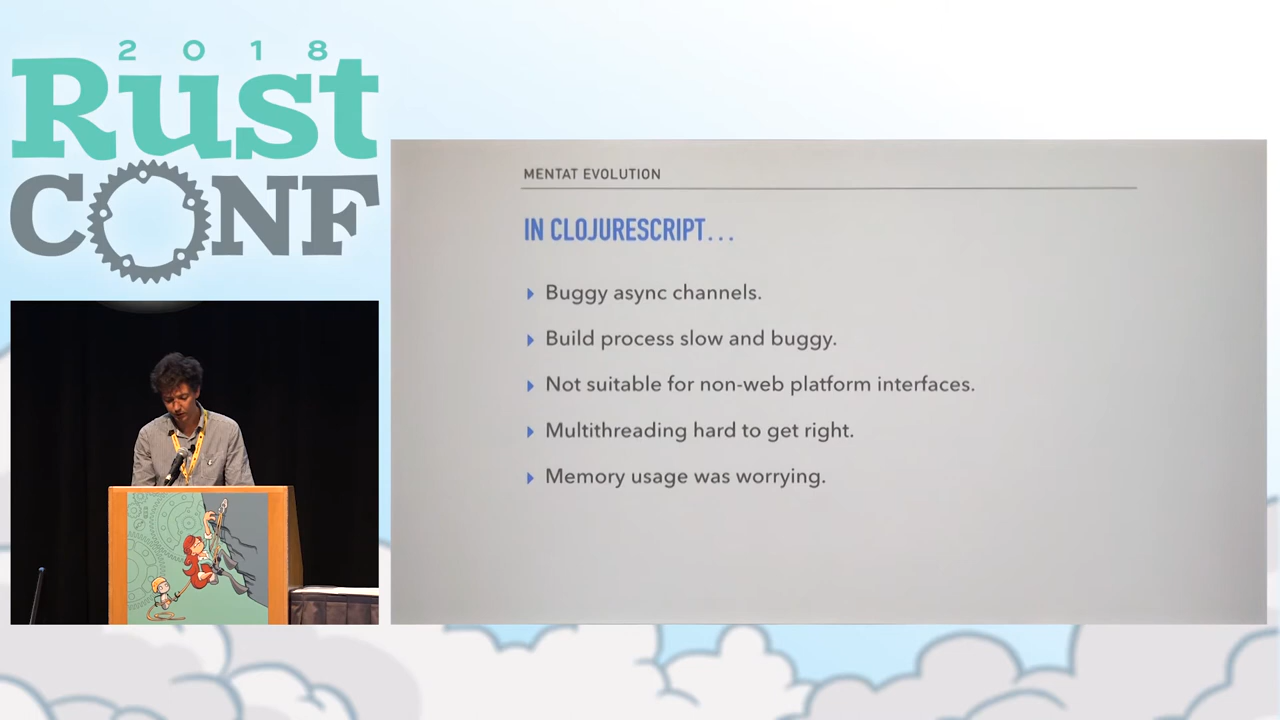 2018
Rust
CONF
MENTAT EVOLUTION
IN CLOJURESCRIPT...
Buggy async channels.
Build process slow and buggy.
Not suitable for non-web platform interfaces.
Multithreading hard to get right.
Memory usage was worrying.